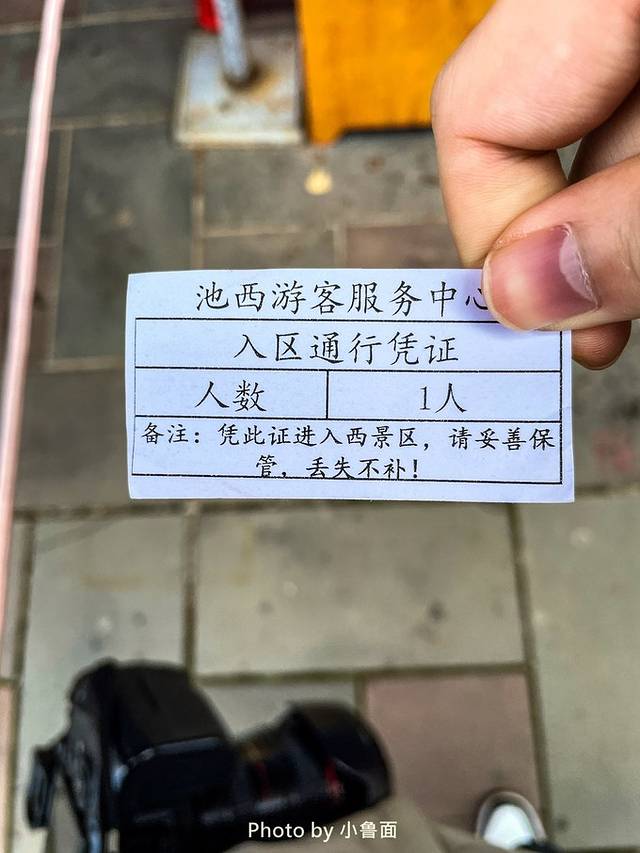 池西游客服务中心
入区通行凭证
人数 1人
备注：凭此证进入西景区，请妥善保
管，丢失不补！
Photo by 小鲁面